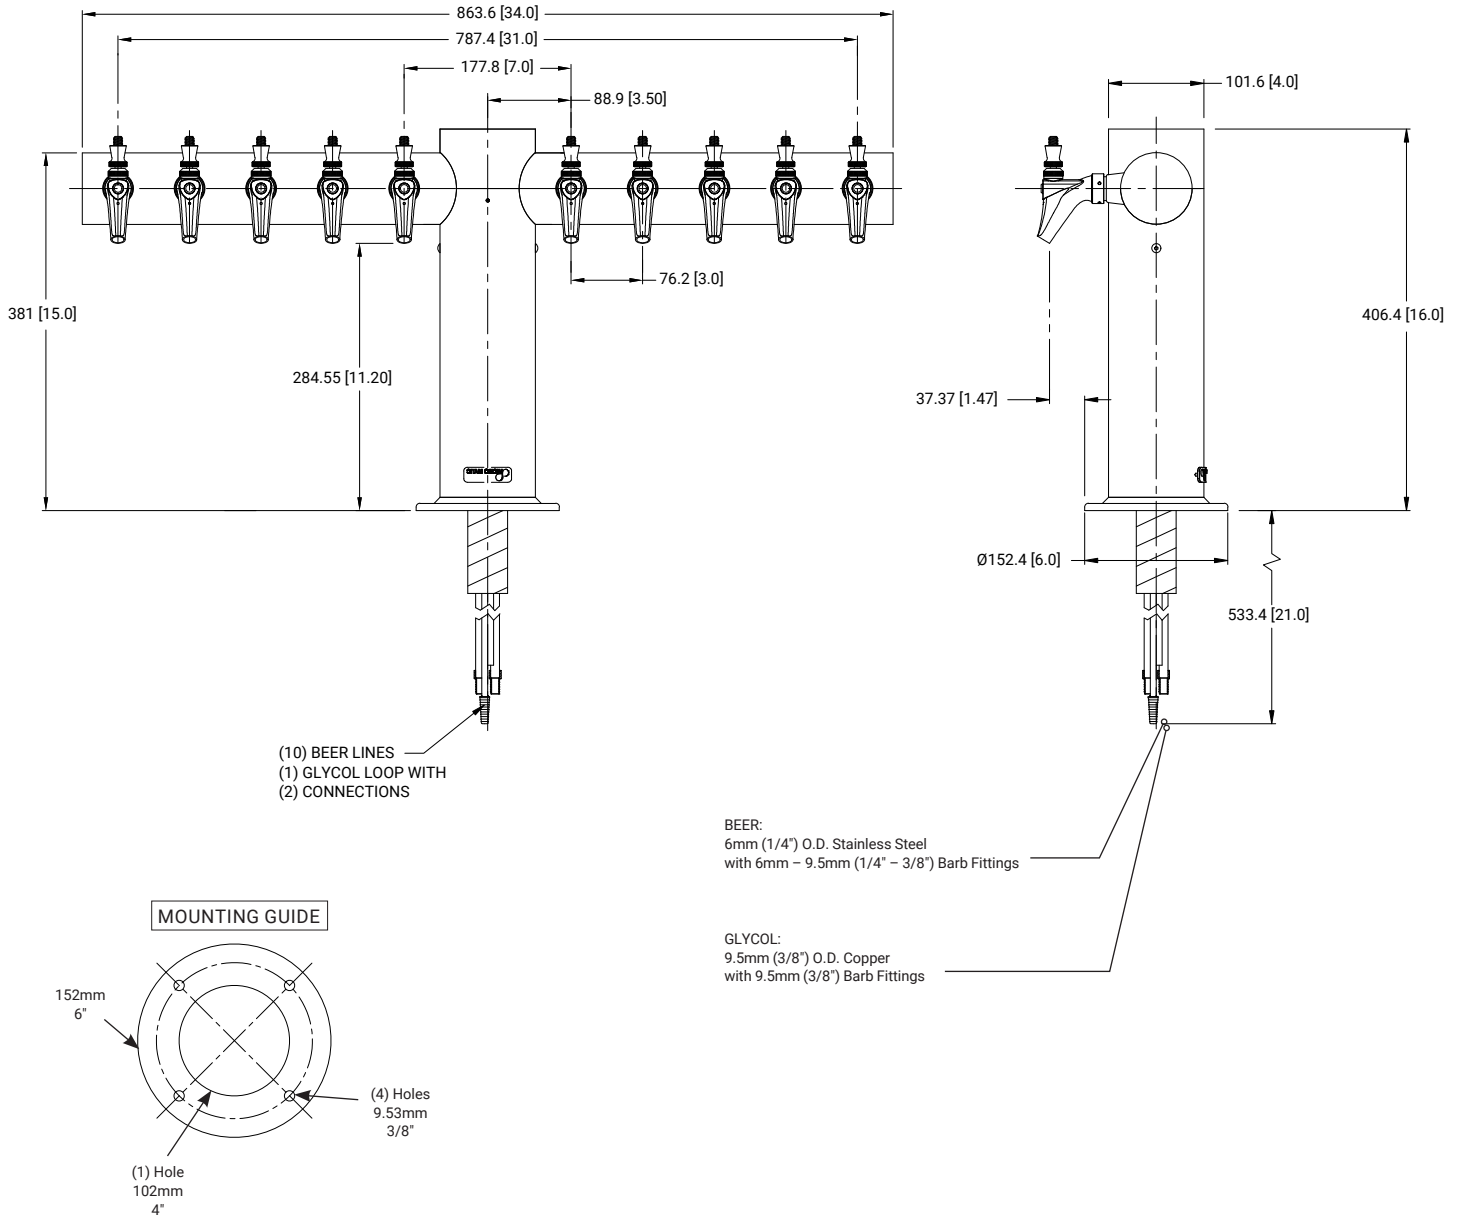 863.6 [34.0]
787.4 [31.0]
177.8 [7.0]
88.9 [3.50]
101.6 [4.0]
76.2 [3.0]
381 [15.0]
406.4 [16.0]
284.55 [11.20]
37.37 [1.47]
Ø152.4 [6.0]
533.4 [21.0]
(10) BEER LINES
(1) GLYCOL LOOP WITH
(2) CONNECTIONS
BEER:
6mm (1/4") O.D. Stainless Steel
with 6mm – 9.5mm (1/4" – 3/8") Barb Fittings
GLYCOL:
9.5mm (3/8") O.D. Copper
with 9.5mm (3/8") Barb Fittings
MOUNTING GUIDE
152mm
6"
(4) Holes
9.53mm
3/8"
(1) Hole
102mm
4"